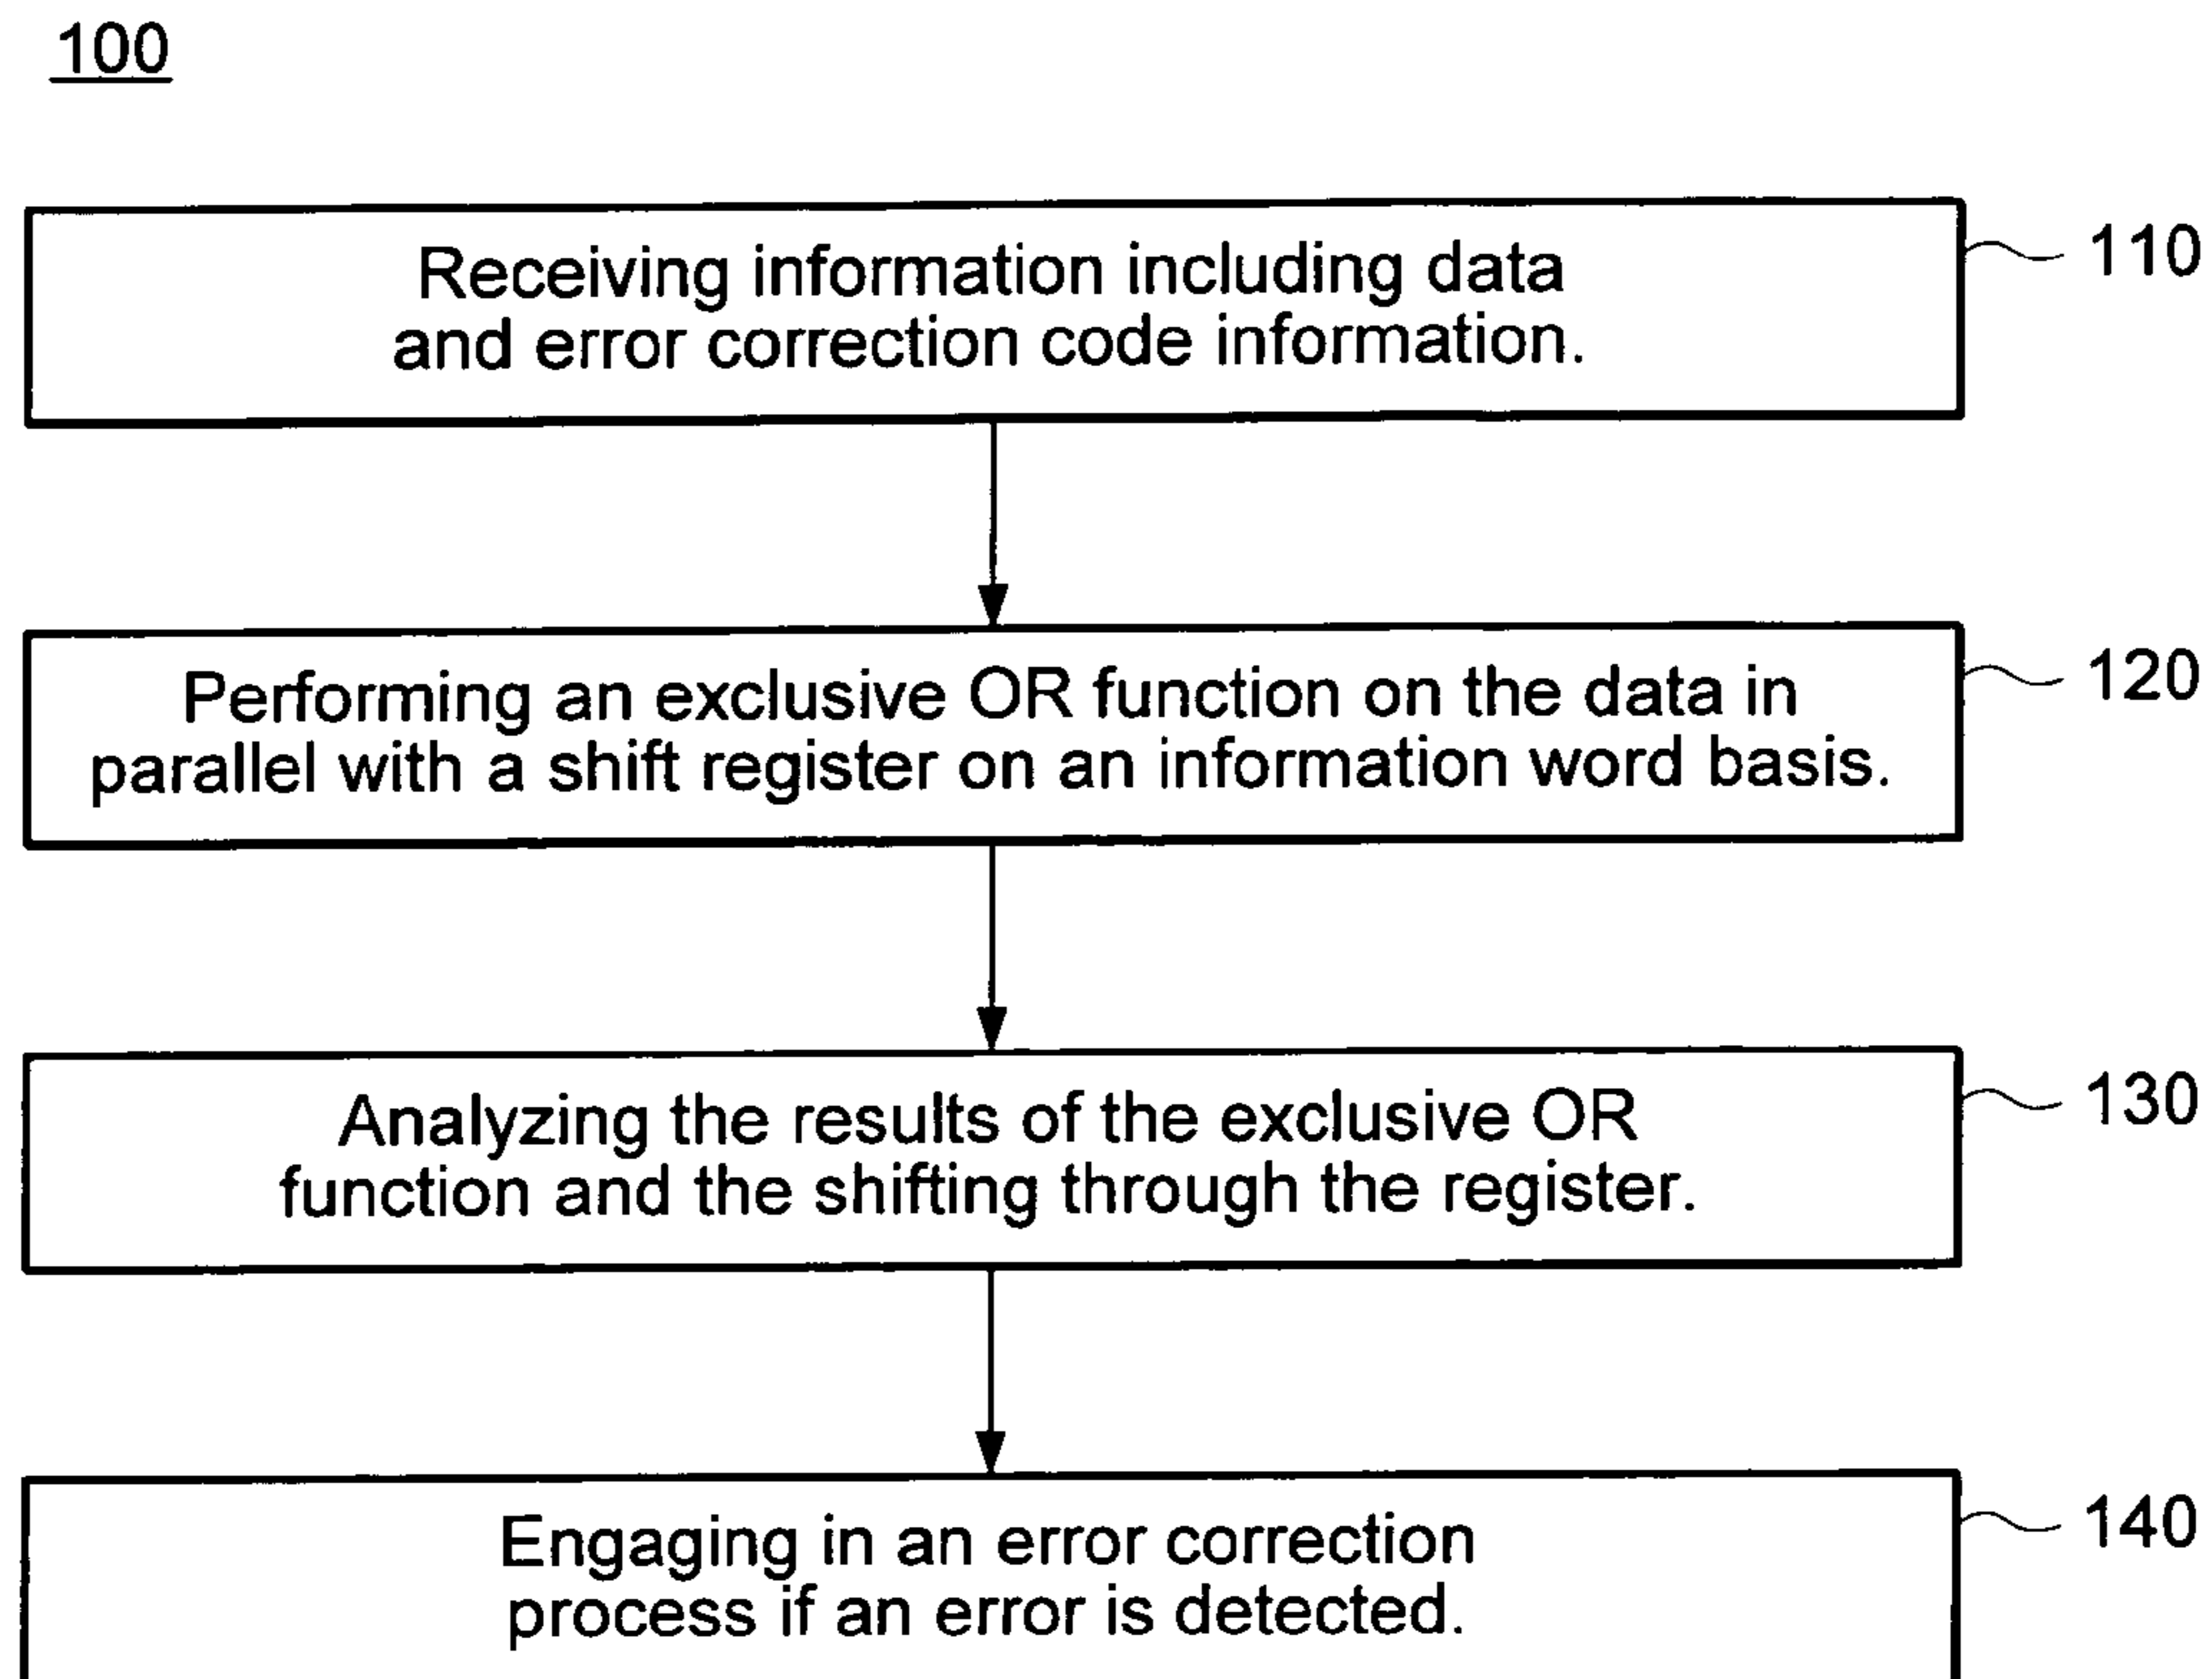 100
Receiving information including data
and error correction code information.
110
Performing an exclusive OR function on the data in
parallel with a shift register on an information word basis.
120
Analyzing the results of the exclusive OR
function and the shifting through the register.
130
Engaging in an error correction
process if an error is detected.
140